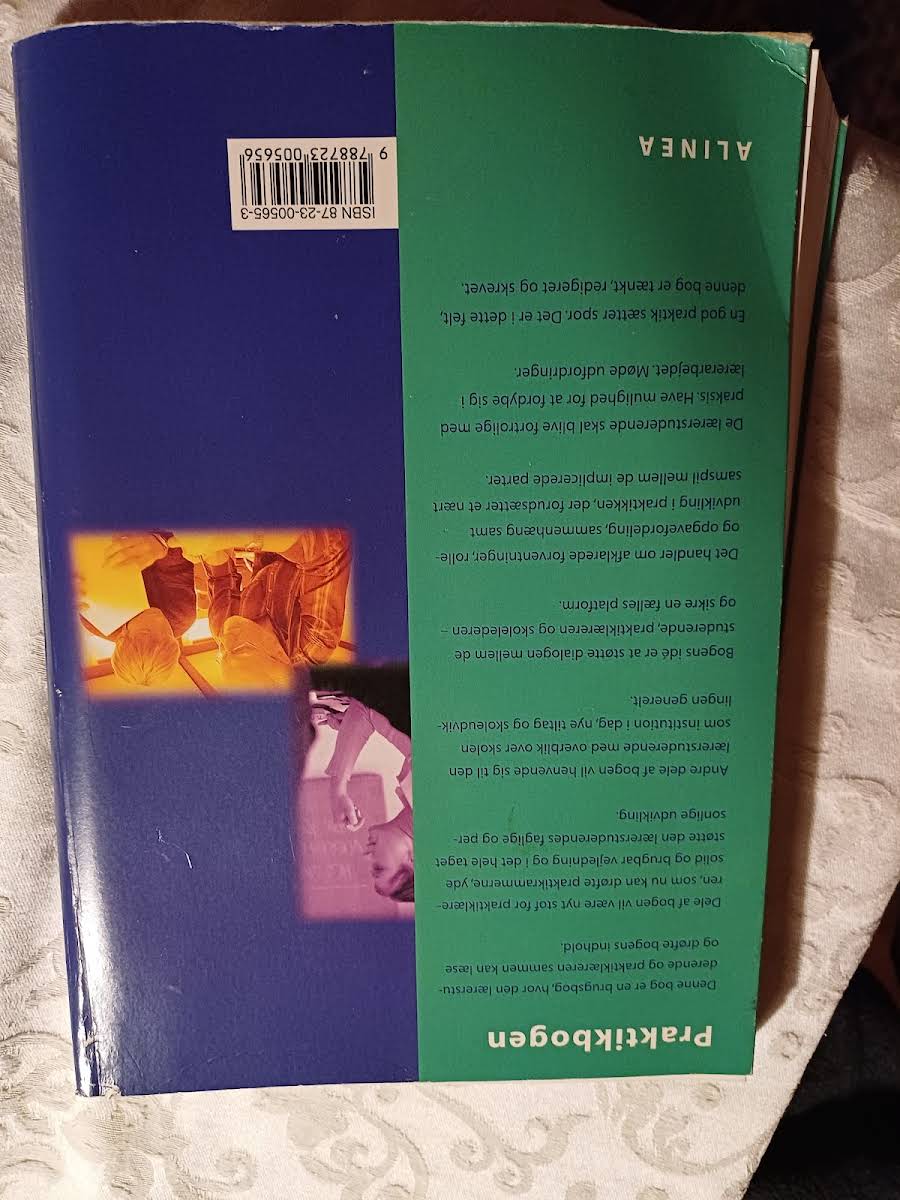 Praktikbogen
Denne bog er en brugsbog, hvor den lærerstu-
derende og praktiklæreren sammen kan læse
og drøfte bogens indhold.
Dele af bogen vil være nyt stof for praktiklære-
ren, som nu kan drøfte praktikrammerne, yde
solid og brugbar vejledning og i det hele taget
støtte den lærerstuderendes faglige og per-
sonlige udvikling.
Andre dele af bogen vil henvende sig til den
lærerstuderende med overblik over skolen
som institution i dag, nye tiltag og skoleudvik-
lingen generelt.
Bogens idé er at støtte dialogen mellem de
studerende, praktiklæreren og skolelederen –
og sikre en fælles platform.
Det handler om afklarede forventninger, rolle-
og opgavefordeling, sammenhæng samt
udvikling i praktikken, der forudsætter et nært
samspil mellem de implicerede parter.
De lærerstuderende skal blive fortrolige med
praksis. Have mulighed for at fordybe sig i
lærerarbejdet. Møde udfordringer.
En god praktik sætter spor. Det er i dette felt,
denne bog er tænkt, redigeret og skrevet.
ALINEA
ISBN 87-23-00565-3
9 788723 005656